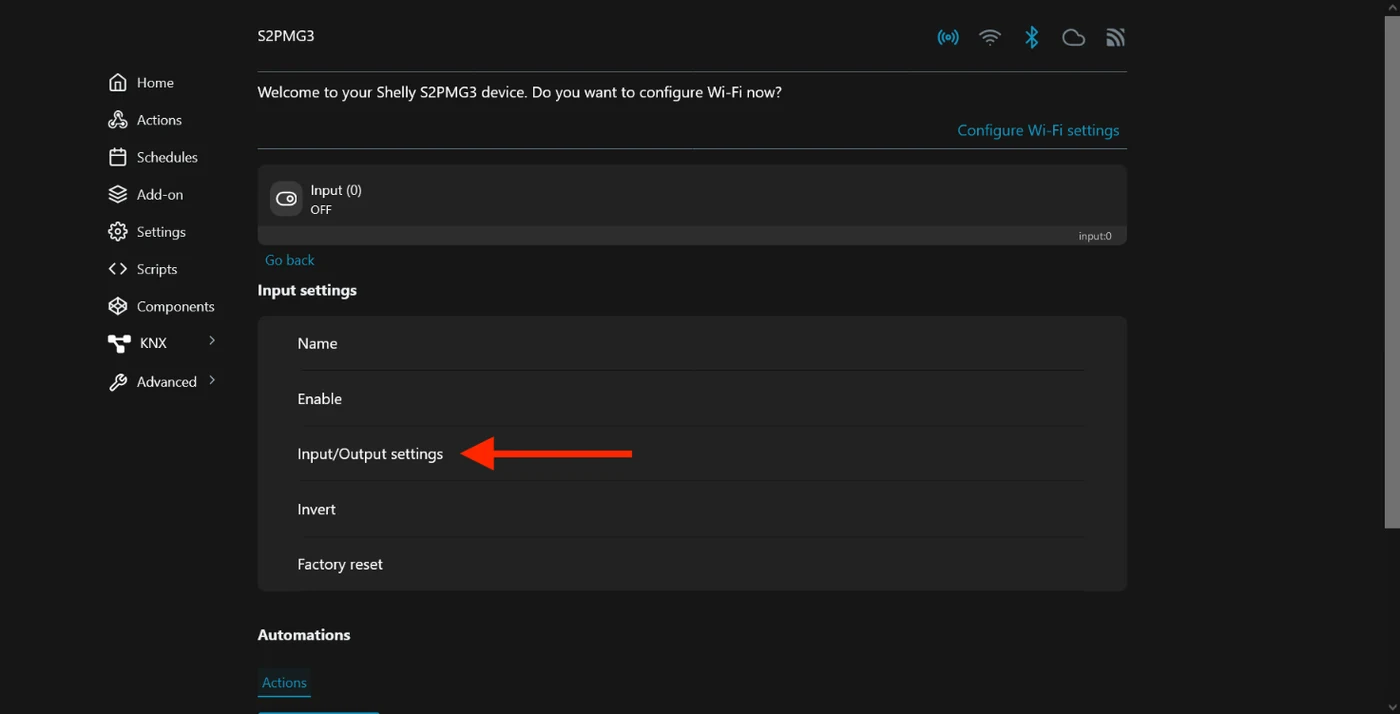 S2PMG3
Home
Actions
Schedules
Add-on
Settings
Scripts
Components
KNX
Advanced
Welcome to your Shelly S2PMG3 device. Do you want to configure Wi-Fi now?
Configure Wi-Fi settings
Input (0)
OFF
input:0
Go back
Input settings
Name
Enable
Input/Output settings
Invert
Factory reset
Automations
Actions